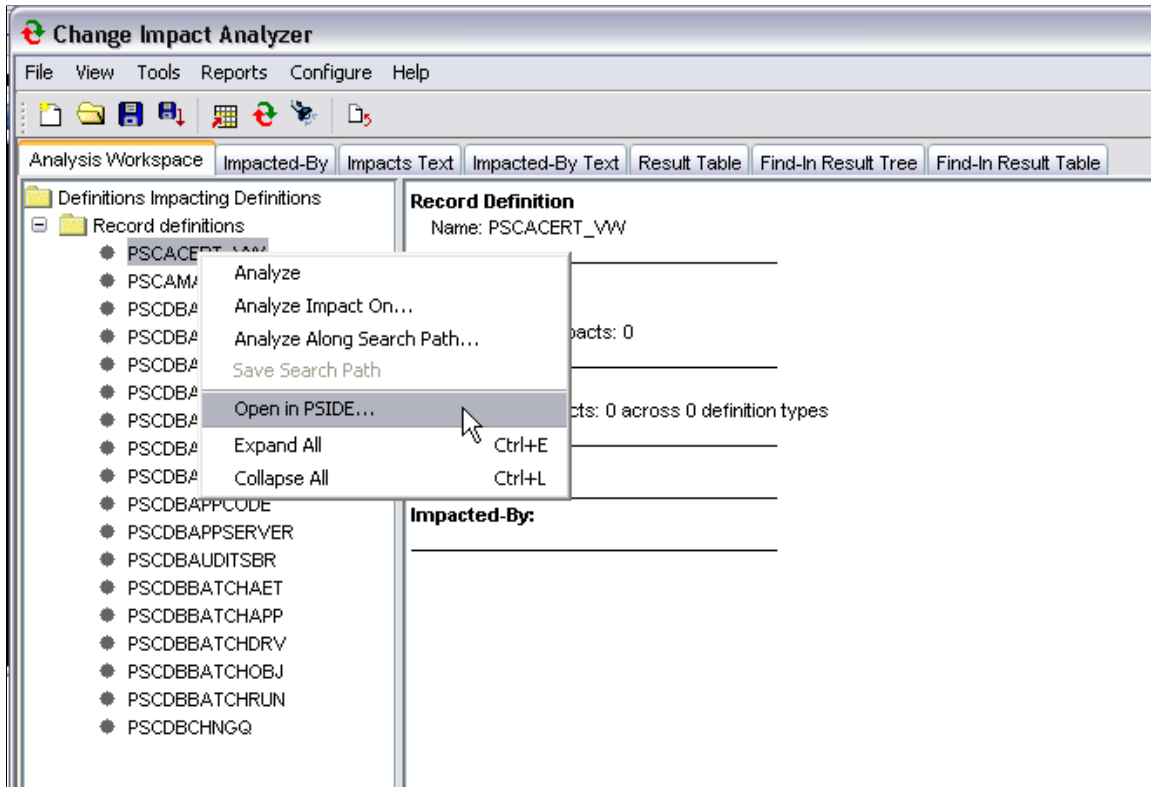 Change Impact Analyzer
File View Tools Reports Configure Help
Analysis Workspace Impacted-By Impacts Text Impacted-By Text Result Table Find-In Result Tree Find-In Result Table
Definitions Impacting Definitions
Record definitions
PSCDBAPPCODE
PSCDBAPPSERVER
PSCDBAUDITSBR
PSCDBBATCHAET
PSCDBBATCHAPP
PSCDBBATCHDRV
PSCDBBATCHOBJ
PSCDBBATCHRUN
PSCDBCHNGQ
Analyze
Analyze Impact On...
Analyze Along Search Path...
Save Search Path
Open in PSIDE...
Expand All Ctrl+E
Collapse All Ctrl+L
Record Definition
Name: PSCACERT_VW
: 0
: 0 across 0 definition types
Impacted-By: